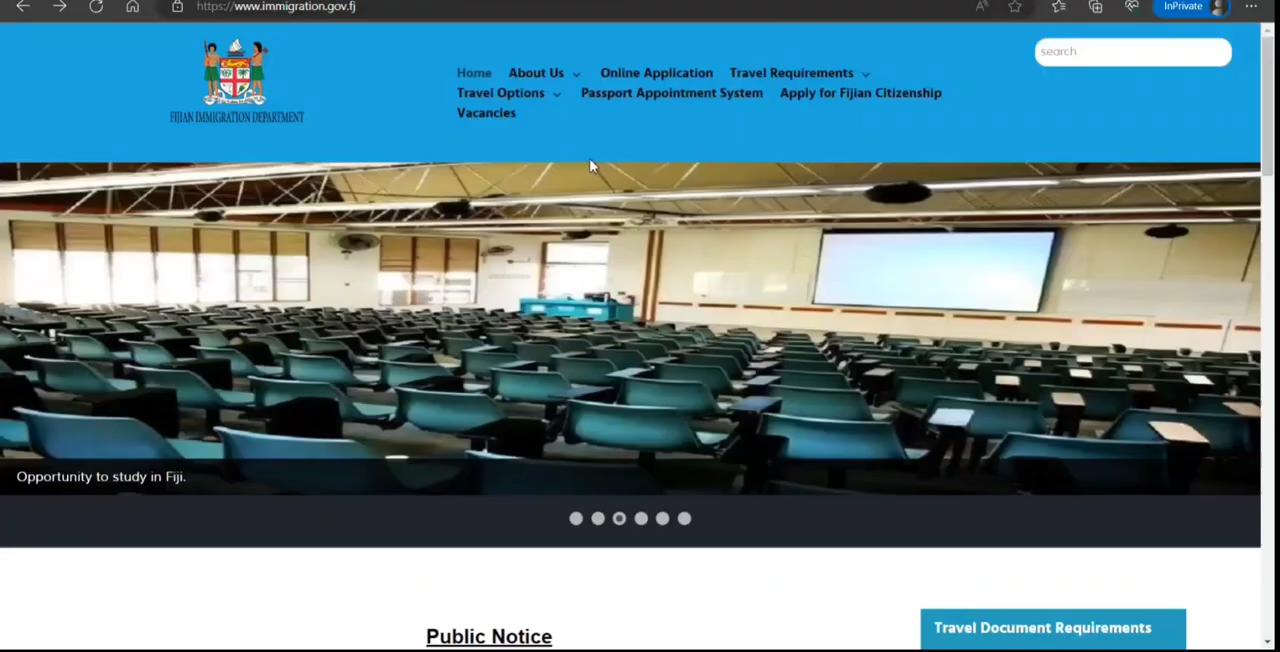 https://www.immigration.gov.fj
InPrivate
search
Home About Us Online Application Travel Requirements
Travel Options Passport Appointment System Apply for Fijian Citizenship
Vacancies
FIJIAN IMMIGRATION DEPARTMENT
Opportunity to study in Fiji.
Public Notice
Travel Document Requirements